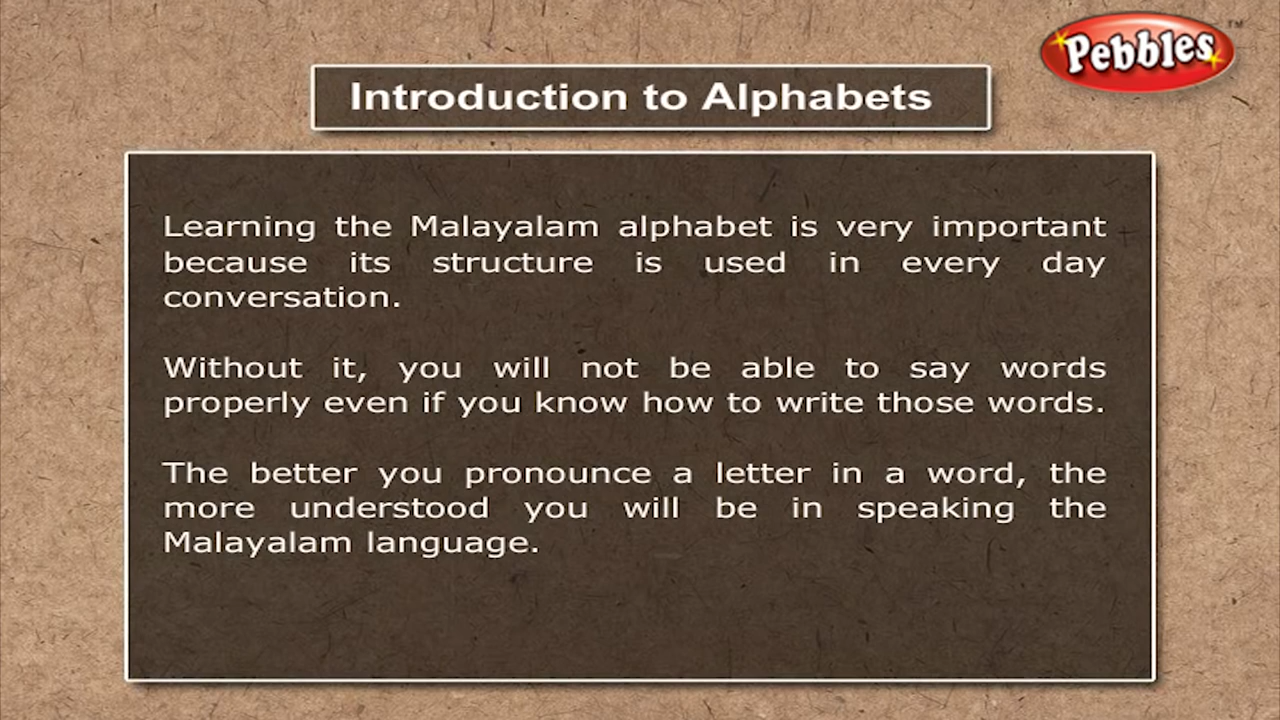 Pebbles™
Introduction to Alphabets
Learning the Malayalam alphabet is very important
because its structure is used in every day
conversation.
Without it, you will not be able to say words
properly even if you know how to write those words.
The better you pronounce a letter in a word, the
more understood you will be in speaking the
Malayalam language.